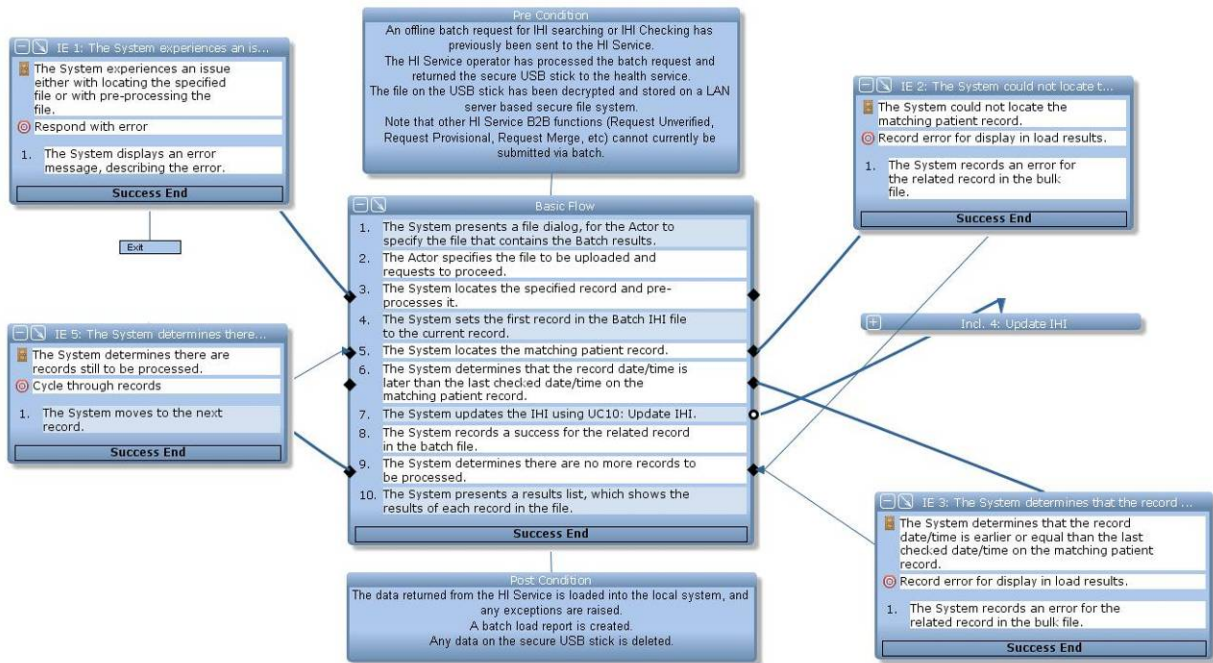 Pre Condition
An offline batch request for IHI searching or IHI Checking has
previously been sent to the HI Service.
The HI Service operator has processed the batch request and
returned the secure USB stick to the health service.
The file on the USB stick has been decrypted and stored on a LAN
server based secure file system.
Note that other HI Service B2B functions (Request Unverified,
Request Provisional, Request Merge, etc) cannot currently be
submitted via batch.
IE 1: The System experiences an is...
The System experiences an issue
either with locating the specified
file or with pre-processing the
file.
Respond with error
1. The System displays an error
message, describing the error.
Success End
Exit
IE 2: The System could not locate t...
The System could not locate the
matching patient record.
Record error for display in load results.
1. The System records an error for
the related record in the bulk
file.
Success End
Basic Flow
1. The System presents a file dialog, for the Actor to
specify the file that contains the Batch results.
2. The Actor specifies the file to be uploaded and
requests to proceed.
3. The System locates the specified record and pre-
processes it.
4. The System sets the first record in the Batch IHI file
to the current record.
5. The System locates the matching patient record.
6. The System determines that the record date/time is
later than the last checked date/time on the
matching patient record.
7. The System updates the IHI using UC10: Update IHI.
8. The System records a success for the related record
in the batch file.
9. The System determines there are no more records to
be processed.
10. The System presents a results list, which shows the
results of each record in the file.
Success End
Incl. 4: Update IHI
IE 5: The System determines there...
The System determines there are
records still to be processed.
Cycle through records
1. The System moves to the next
record.
Success End
IE 3: The System determines that the record ...
The System determines that the record
date/time is earlier or equal than the last
checked date/time on the matching patient
record.
Record error for display in load results.
1. The System records an error for the
related record in the bulk file.
Success End
Post Condition
The data returned from the HI Service is loaded into the local system, and
any exceptions are raised.
A batch load report is created.
Any data on the secure USB stick is deleted.